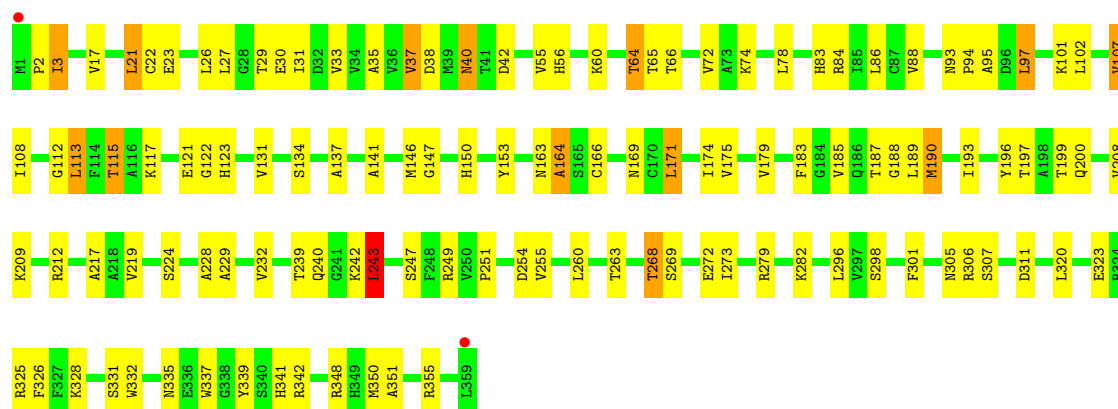 M1 P2 I3 V17 L21 C22 E23 L26 L27 G28 T29 E30 I31 D32 V33 V34 A35 V36 V37 D38 M39 N40 T41 D42 V55 H56 K60 T64 T65 T66 V72 A73 K74 L78 H83 R84 I85 L86 C87 V88 N93 P94 A95 D96 L97 K101 L102
I108 G112 L113 F114 T115 A116 K117 E121 G122 H123 V131 S134 A137 A141 M146 G147 H150 Y153 N163 A164 S165 C166 N169 C170 L171 I174 V175 V179 F183 G184 V185 Q186 T187 G188 L189 M190 I193 Y196 T197 A198 T199 Q200
K209 R212 A217 A218 V219 S224 A228 A229 V232 T239 Q240 G241 K242 L243 S247 F248 R249 V250 P251 D254 V255 L260 T263 T268 S269 E272 I273 R279 K282 L296 V297 S298 F301 N305 R306 S307 D311 L320 E323
R325 F326 F327 K328 S331 W332 N335 E336 W337 G338 Y339 S340 H341 R342 R348 H349 M350 A351 R355 L359